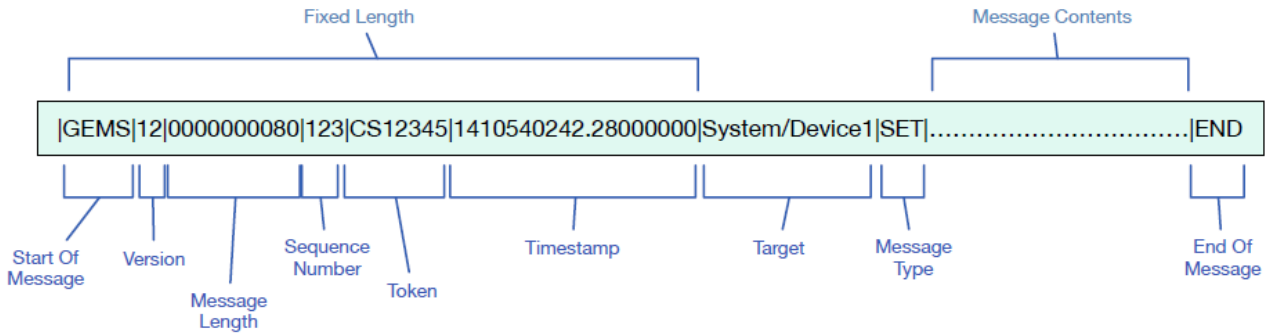 Fixed Length
Message Contents
|GEMS|12|0000000080|123|CS12345|1410540242.28000000|System/Device1|SET|................................|END
Start Of
Message
Version
Message
Length
Sequence
Number
Token
Timestamp
Target
Message
Type
End Of
Message